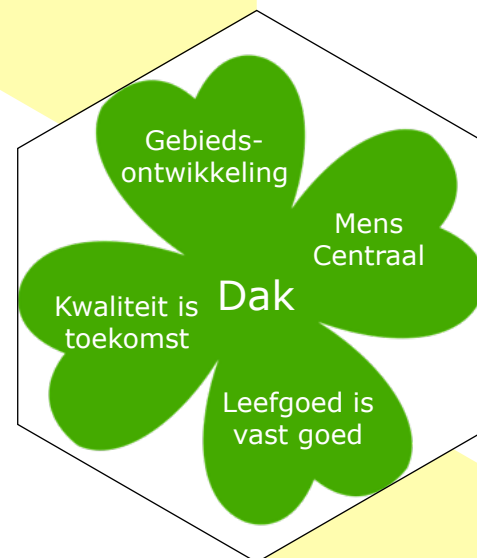 Gebieds-
ontwikkeling
Mens
Centraal
Dak
Kwaliteit is
toekomst
Leefgoed is
vast goed